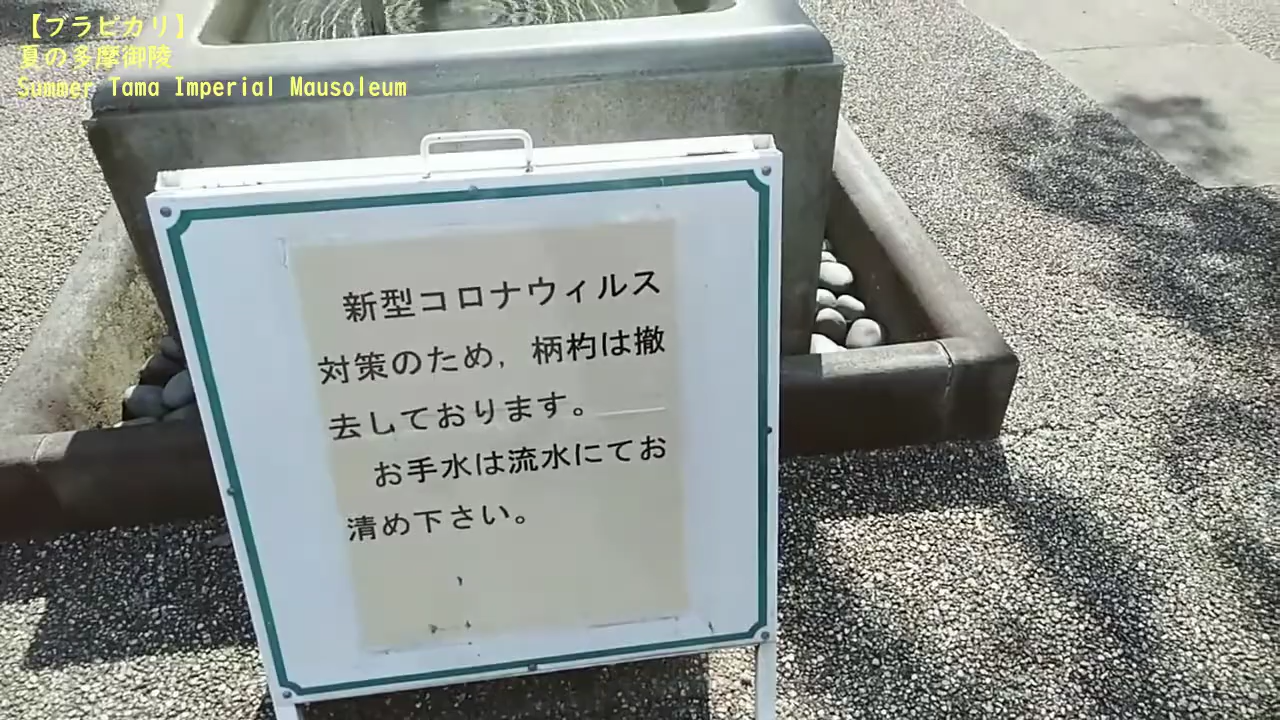 【ブラピカリ】
夏の多摩御陵
Summer Tama Imperial Mausoleum
新型コロナウィルス
対策のため，柄杓は撤
去しております。
お手水は流水にてお
清め下さい。